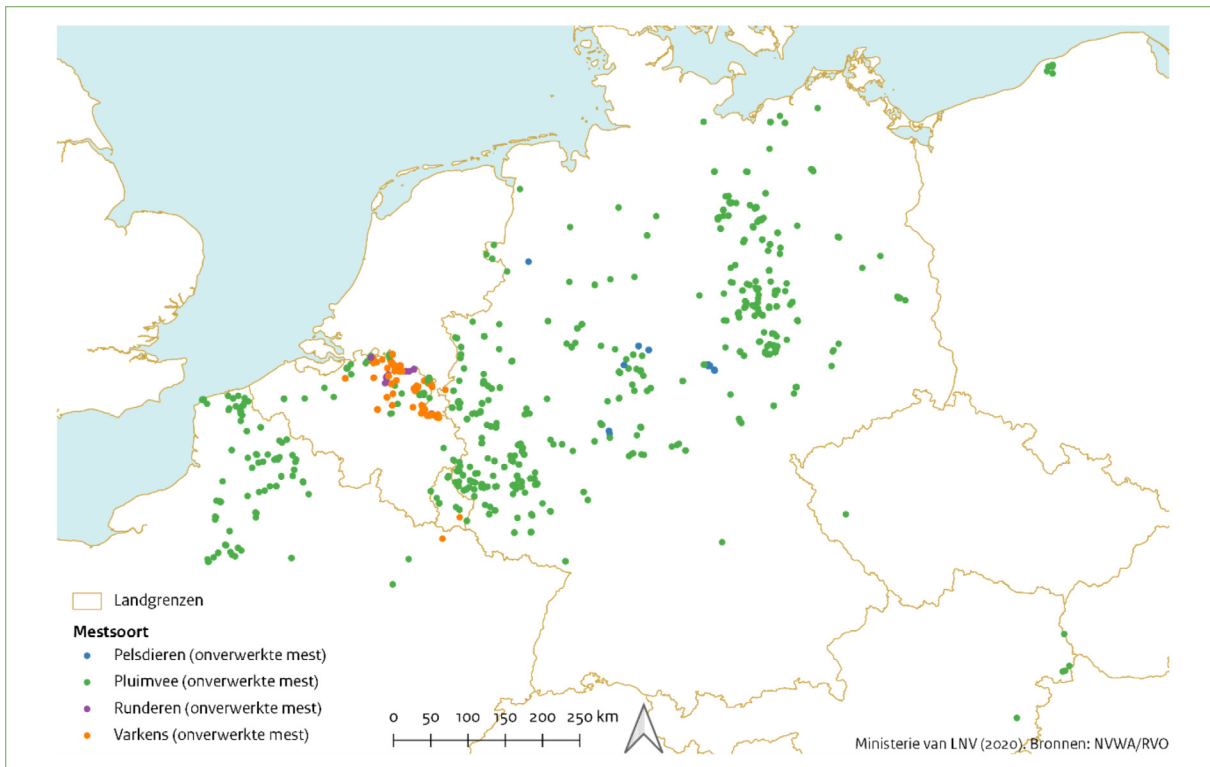 Landgrenzen
Mestsoort
Pelsdieren (onverwerkte mest)
Pluimvee (onverwerkte mest)
Runderen (onverwerkte mest)
Varkens (onverwerkte mest)
0 50 100 150 200 250 km
Ministerie van LNV (2020). Bronnen: NVWA/RVO